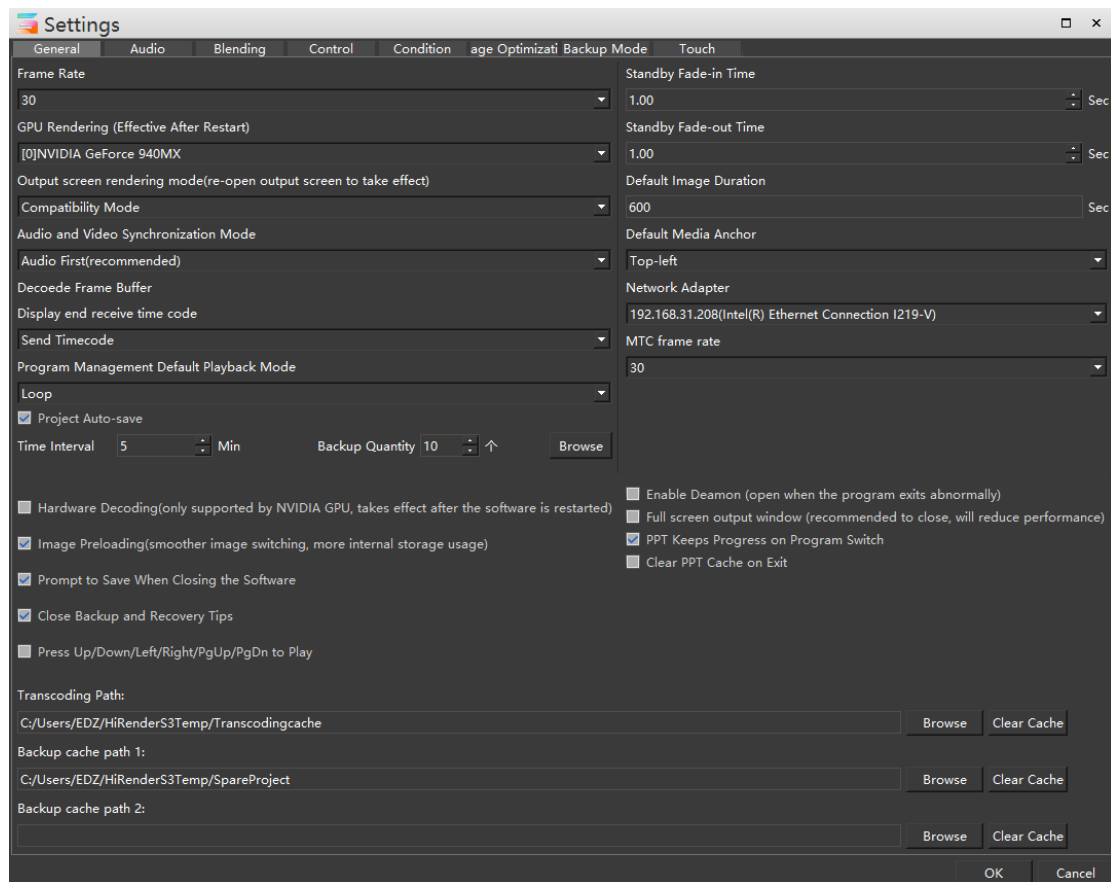 Settings
General Audio Blending Control Condition age Optimizati Backup Mode Touch
Frame Rate
30
GPU Rendering (Effective After Restart)
[0]NVIDIA GeForce 940MX
Output screen rendering mode(re-open output screen to take effect)
Compatibility Mode
Audio and Video Synchronization Mode
Audio First(recommended)
Decoede Frame Buffer
Display end receive time code
Send Timecode
Program Management Default Playback Mode
Loop
Project Auto-save
Time Interval 5 Min Backup Quantity 10 个 Browse
Standby Fade-in Time
1.00 Sec
Standby Fade-out Time
1.00 Sec
Default Image Duration
600 Sec
Default Media Anchor
Top-left
Network Adapter
192.168.31.208(Intel(R) Ethernet Connection I219-V)
MTC frame rate
30
Hardware Decoding(only supported by NVIDIA GPU, takes effect after the software is restarted)
Image Preloading(smoother image switching, more internal storage usage)
Prompt to Save When Closing the Software
Close Backup and Recovery Tips
Press Up/Down/Left/Right/PgUp/PgDn to Play
Enable Deamon (open when the program exits abnormally)
Full screen output window (recommended to close, will reduce performance)
PPT Keeps Progress on Program Switch
Clear PPT Cache on Exit
Transcoding Path:
C:/Users/EDZ/HiRenderS3Temp/Transcodingcache Browse Clear Cache
Backup cache path 1:
C:/Users/EDZ/HiRenderS3Temp/SpareProject Browse Clear Cache
Backup cache path 2:
Browse Clear Cache
OK Cancel